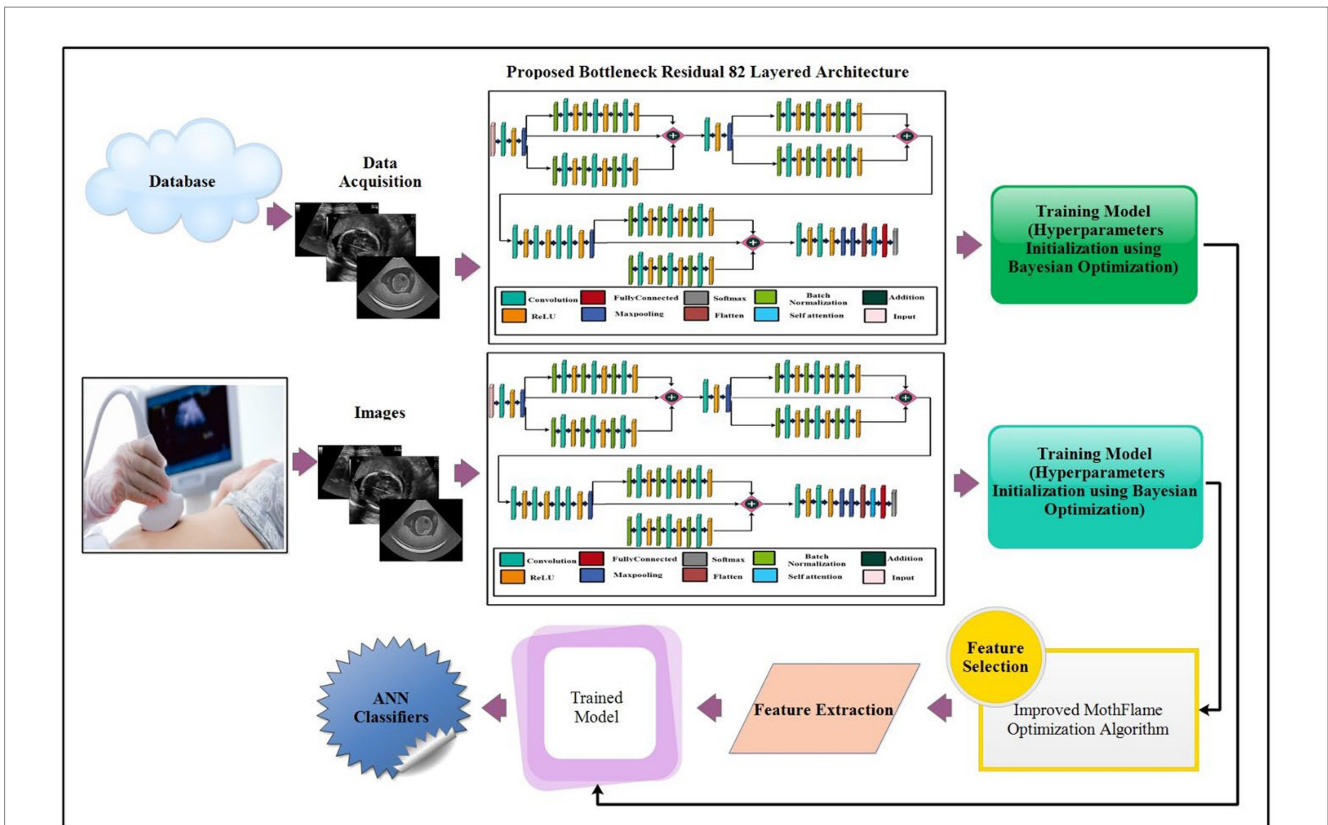 Proposed Bottleneck Residual 82 Layered Architecture
Database
Data
Acquisition
Convolution
FullyConnected
Softmax
Batch
Normalization
Addition
ReLU
Maxpooling
Flatten
Self attention
Input
Training Model
(Hyperparameters
Initialization using
Bayesian Optimization)
Images
Convolution
FullyConnected
Softmax
Batch
Normalization
Addition
ReLU
Maxpooling
Flatten
Self attention
Input
Training Model
(Hyperparameters
Initialization using Bayesian
Optimization)
Feature
Selection
Improved MothFlame
Optimization Algorithm
Feature Extraction
Trained
Model
ANN
Classifiers